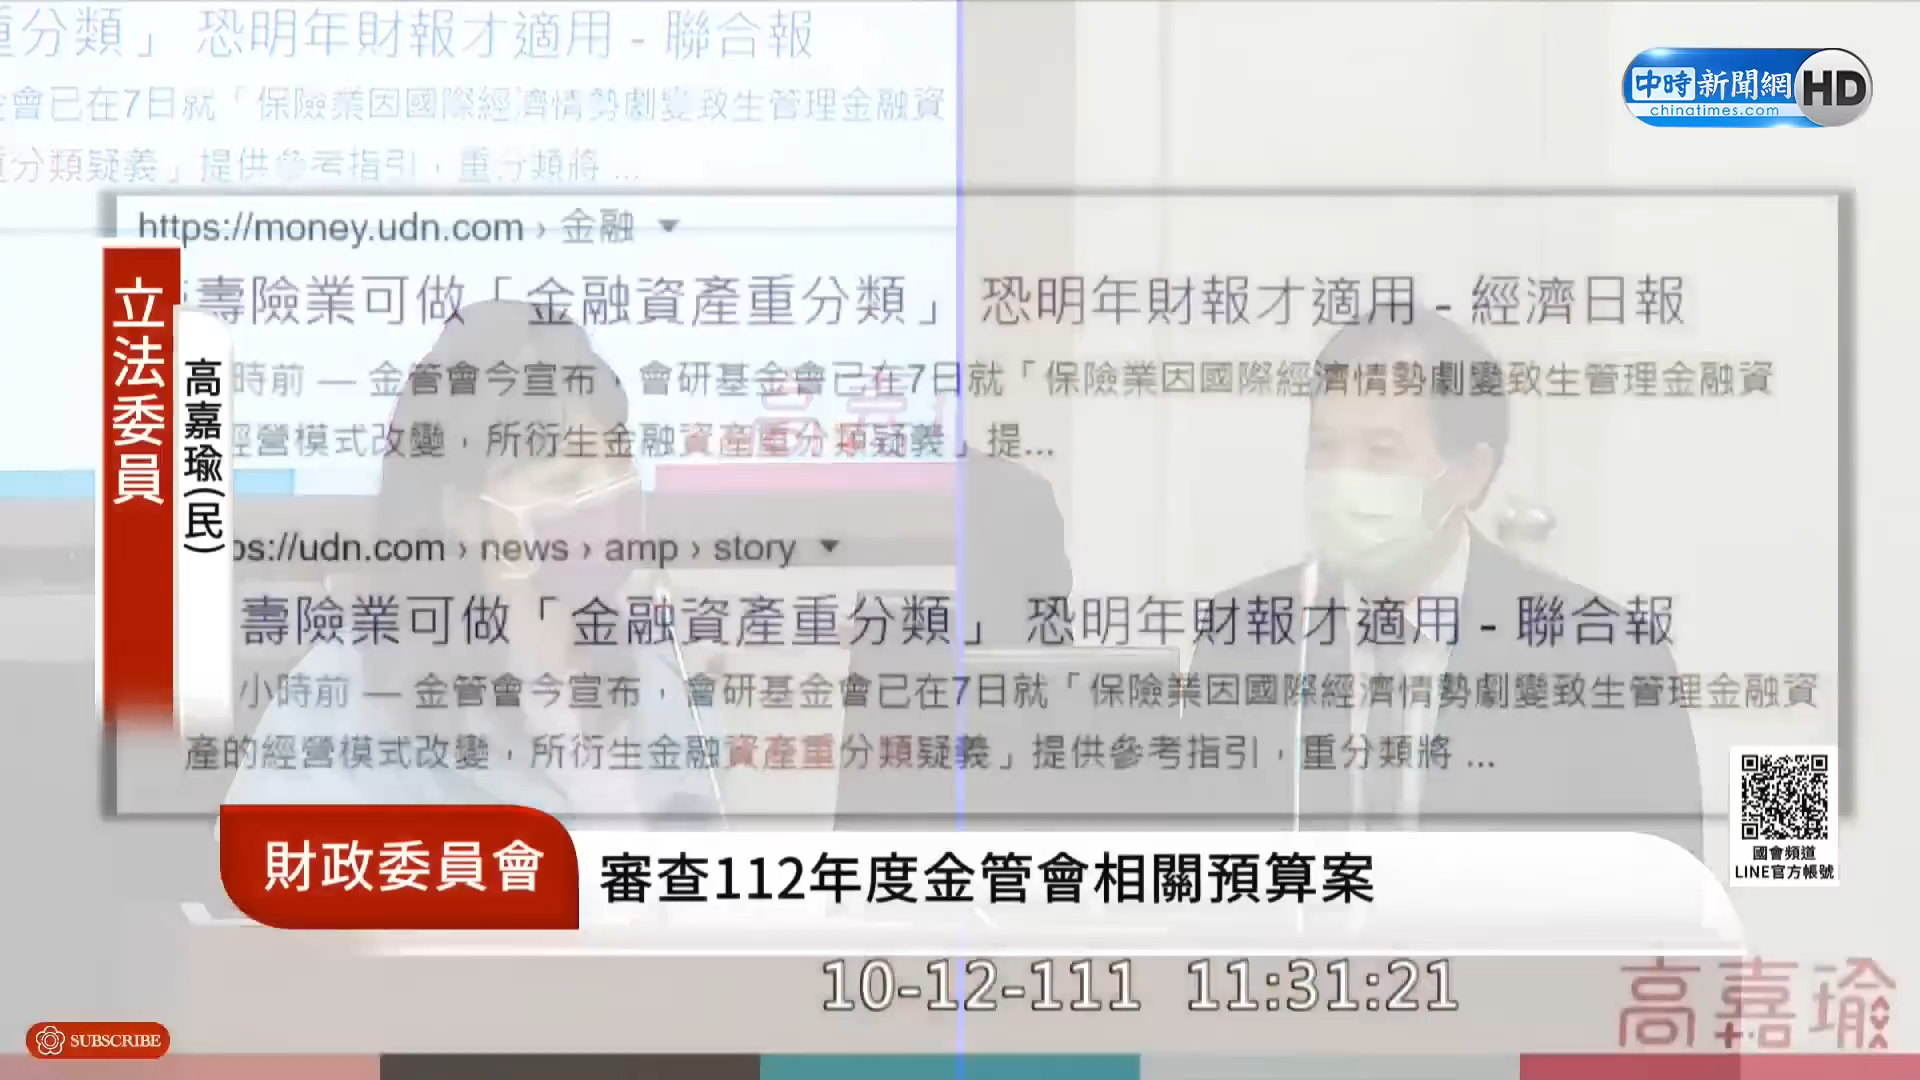 重分類」 恐明年財報才適用 - 聯合報
會已在7日就「保險業因國際經濟情勢劇變致生管理金融資
分類疑義」提供參考指引，重分類將 ...
中時新聞網HD
chinatimes.com
https://money.udn.com › 金融
壽險業可做「金融資產重分類」 恐明年財報才適用 - 經濟日報
時前 — 金管會今宣布，會研基金會已在7日就「保險業因國際經濟情勢劇變致生管理金融資
經營模式改變，所衍生金融資產重分類疑義」提...
ps://udn.com › news › amp › story
壽險業可做「金融資產重分類」 恐明年財報才適用 - 聯合報
小時前 — 金管會今宣布，會研基金會已在7日就「保險業因國際經濟情勢劇變致生管理金融資
產的經營模式改變，所衍生金融資產重分類疑義」提供參考指引，重分類將 ...
立法委員
高嘉瑜(民)
國會頻道
LINE官方帳號
財政委員會
審查112年度金管會相關預算案
10-12-111 11:31:21
高嘉瑜
SUBSCRIBE